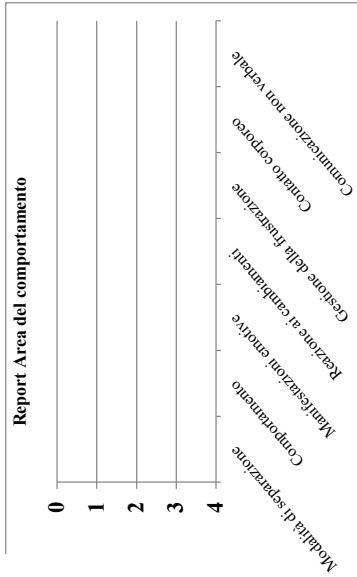 Report Area del comportamento
0
1
2
3
4
Modalità di separazione
Comportamento
Manifestazioni emotive
Reazione ai cambiamenti
Gestione della frustrazione
Contatto corporeo
Comunicazione non verbale